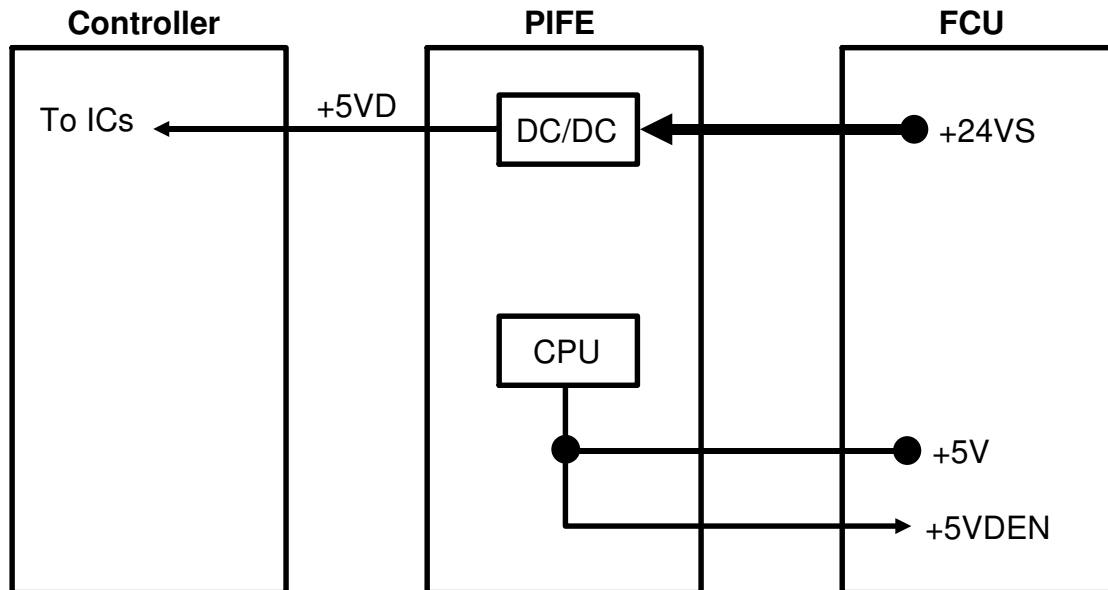 Controller
PIFE
FCU
To ICs
+5VD
DC/DC
+24VS
CPU
+5V
+5VDEN